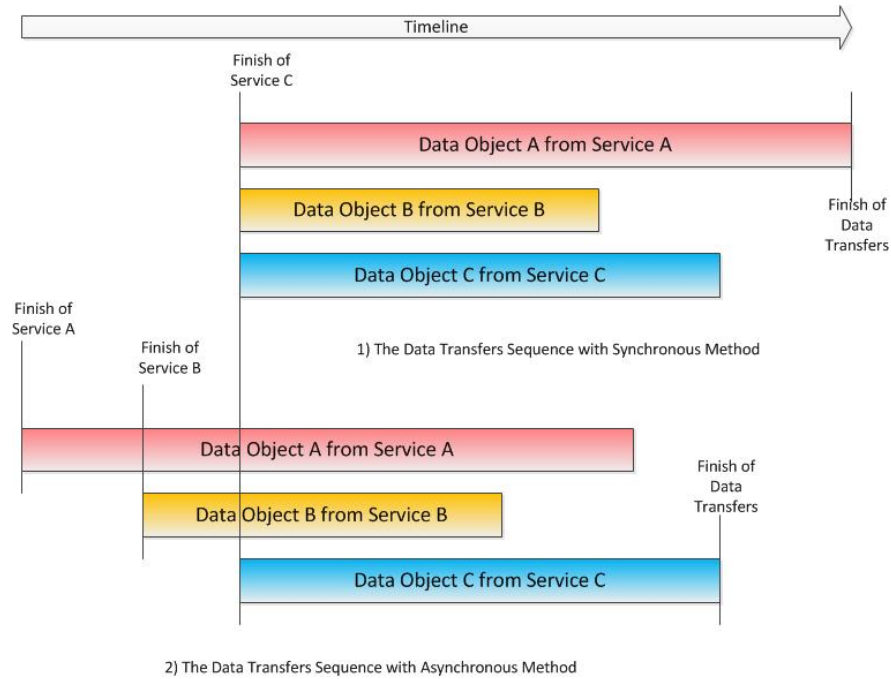 Timeline
Finish of
Service C
Data Object A from Service A
Data Object B from Service B
Finish of
Data
Transfers
Data Object C from Service C
Finish of
Service A
1) The Data Transfers Sequence with Synchronous Method
Finish of
Service B
Data Object A from Service A
Finish of
Data
Transfers
Data Object B from Service B
Data Object C from Service C
2) The Data Transfers Sequence with Asynchronous Method